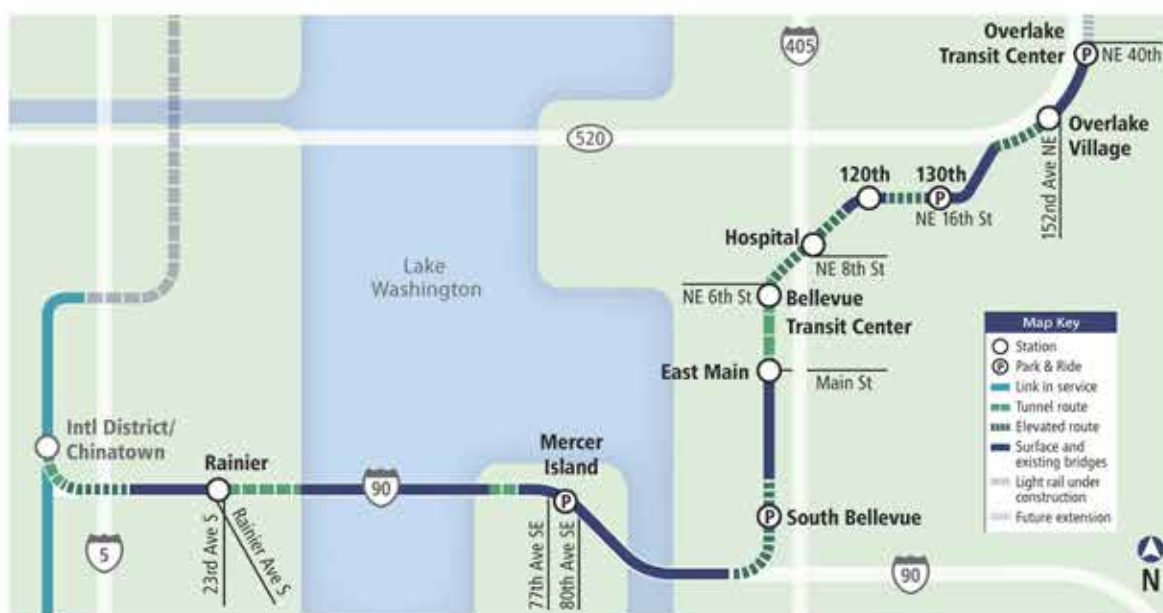 Overlake
Transit Center
P
NE 40th
405
520
152nd Ave NE
Overlake
Village
120th
130th
P
NE 16th St
Hospital
NE 8th St
Lake
Washington
NE 6th St
Bellevue
Transit Center
East Main
Main St
Map Key
Station
P
Park & Ride
Link in service
Tunnel route
Elevated route
Surface and
existing bridges
Light rail under
construction
Future extension
Intl District/
Chinatown
Rainier
Mercer
Island
90
P
P
South Bellevue
5
23rd Ave S
Rainier Ave S
77th Ave SE
80th Ave SE
90
N